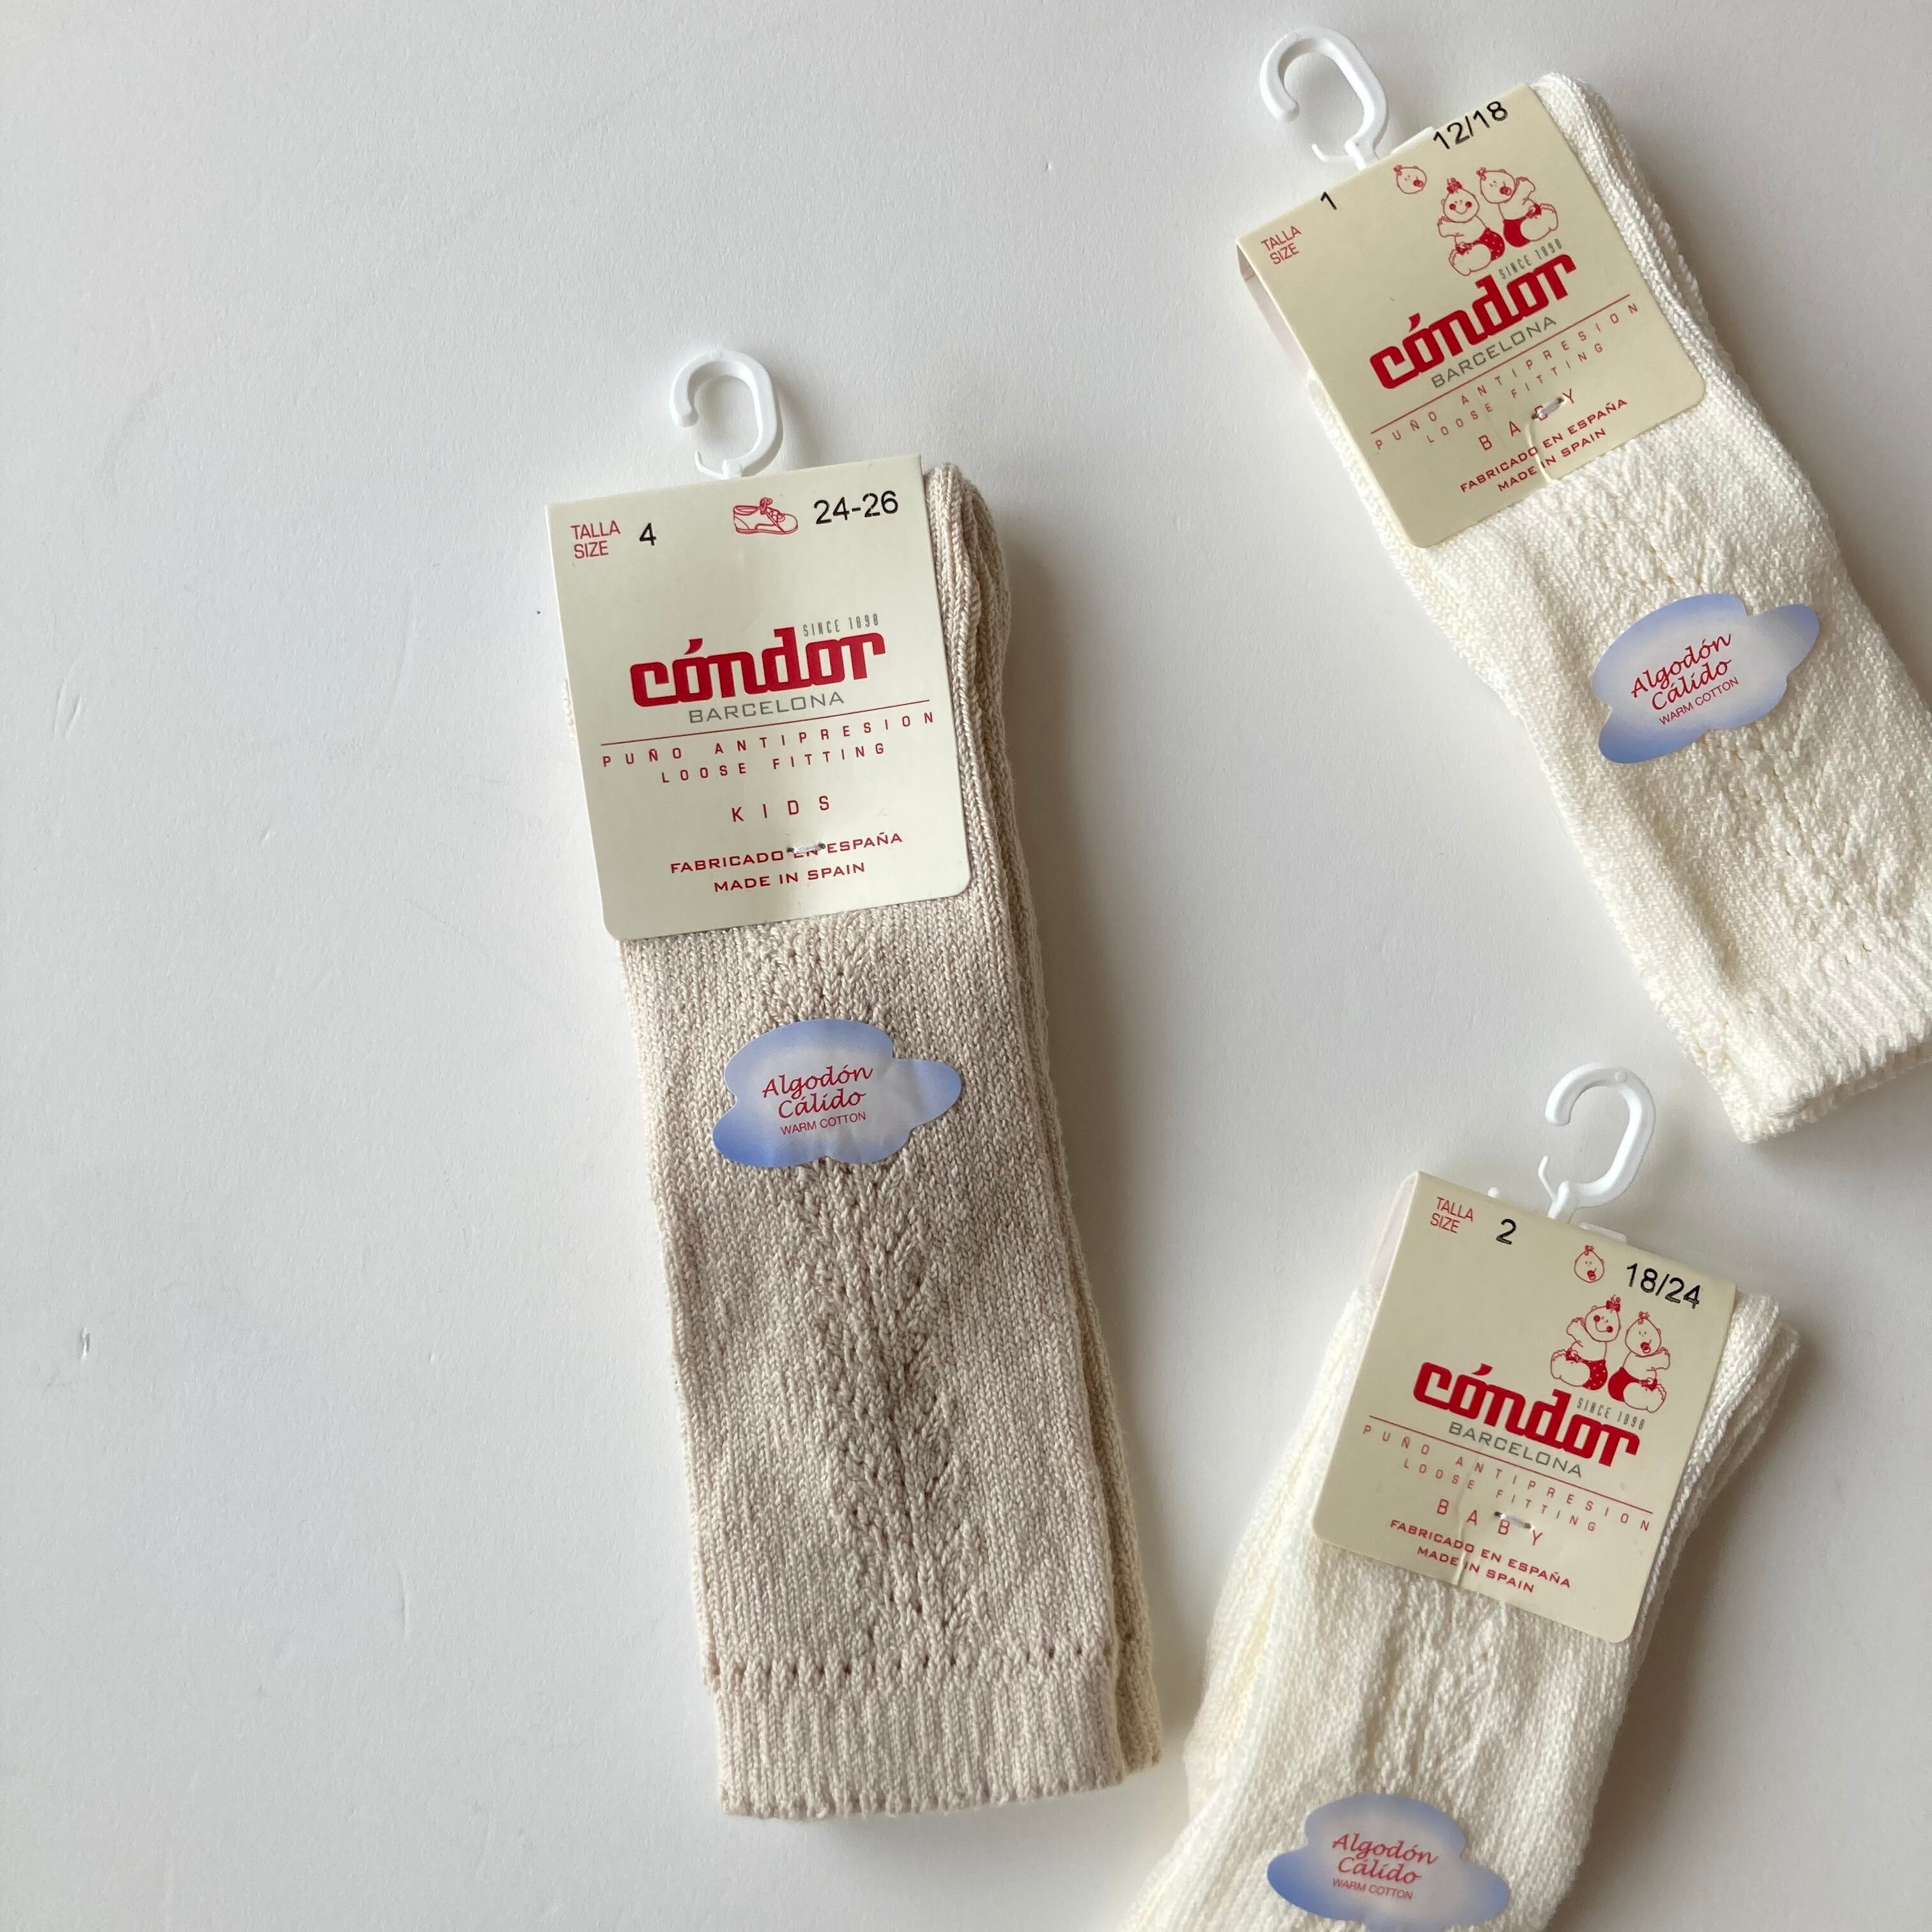 TALLA
SIZE
4
24-26
SINCE 1898
cóndor
BARCELONA
PUÑO ANTIPRESION
LOOSE FITTING
KIDS
FABRICADO EN ESPAÑA
MADE IN SPAIN
Algodón
Cálido
WARM COTTON
TALLA
SIZE
1
12/18
SINCE 1898
cóndor
BARCELONA
PUÑO ANTIPRESION
LOOSE FITTING
BABY
FABRICADO EN ESPAÑA
MADE IN SPAIN
Algodón
Cálido
WARM COTTON
TALLA
SIZE
2
18/24
SINCE 1898
cóndor
BARCELONA
PUÑO ANTIPRESION
LOOSE FITTING
BABY
FABRICADO EN ESPAÑA
MADE IN SPAIN
Algodón
Cálido
WARM COTTON